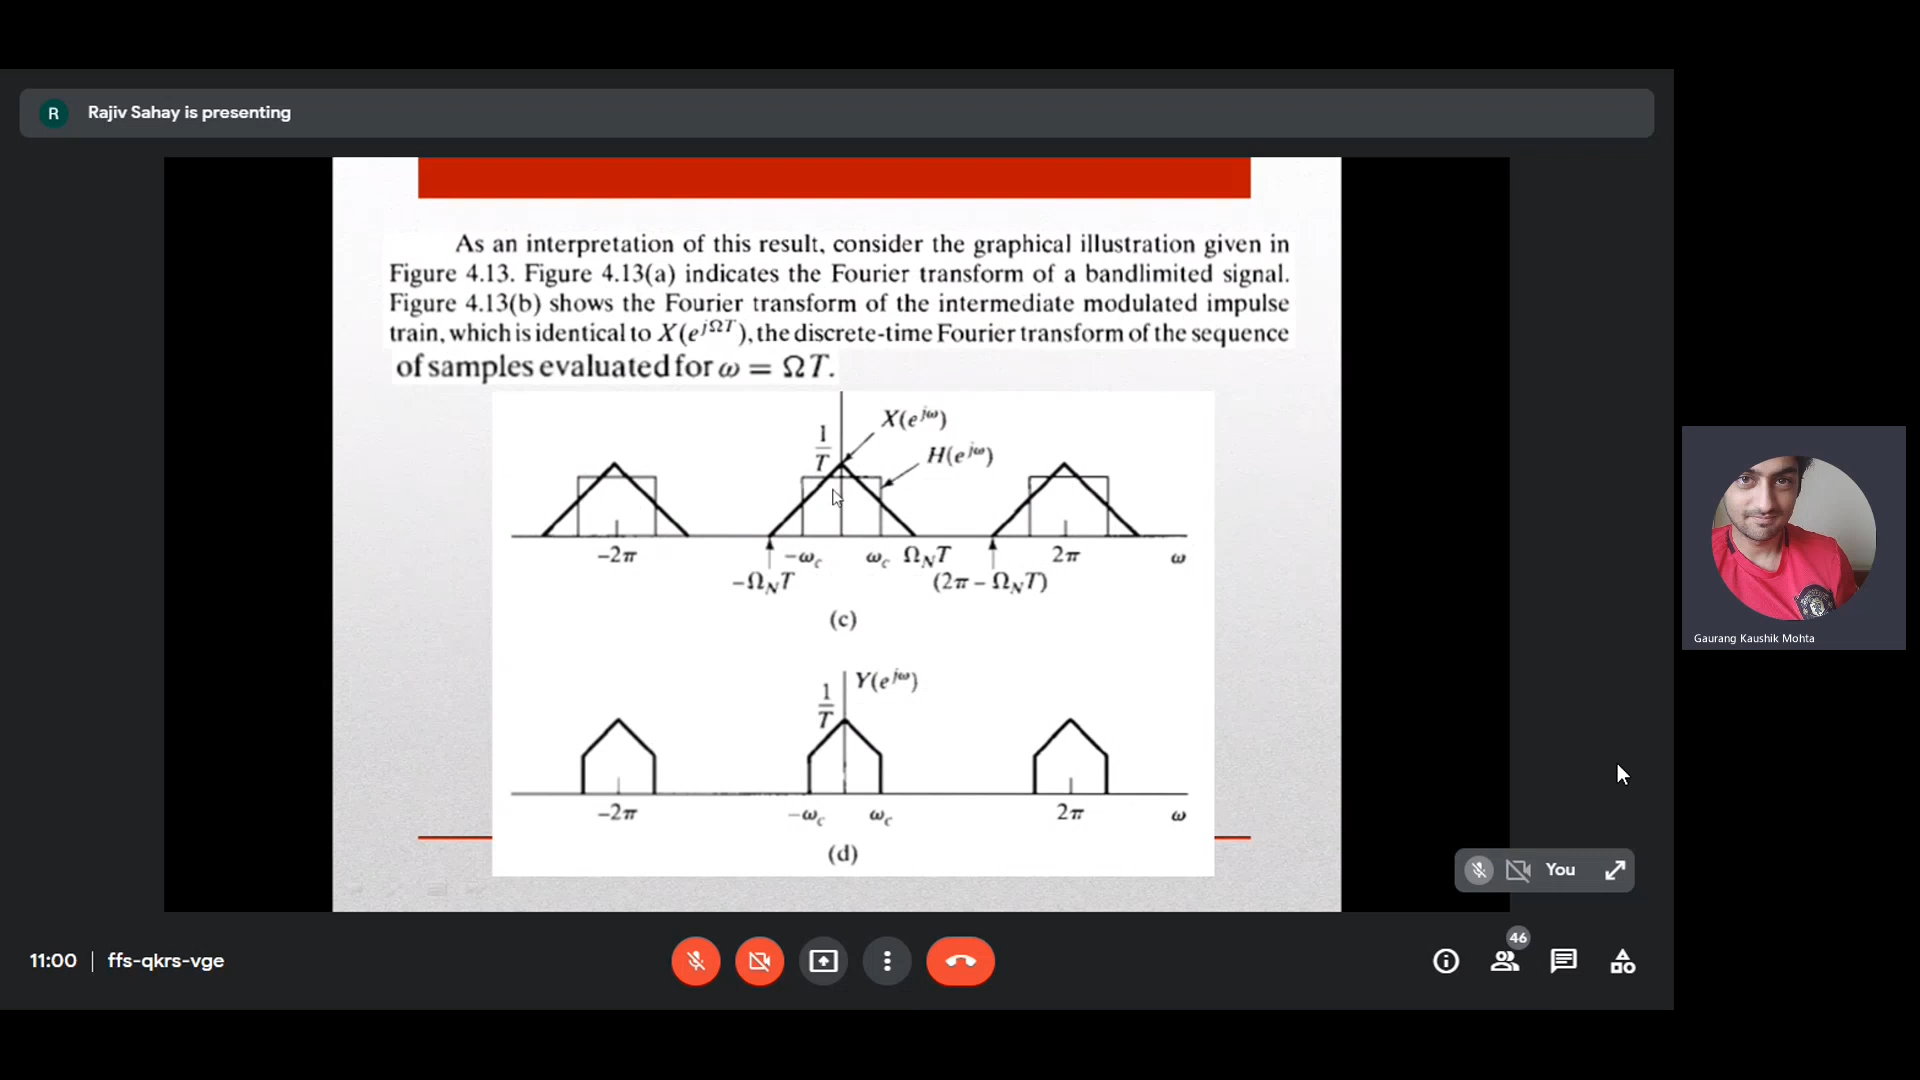 R Rajiv Sahay is presenting
As an interpretation of this result, consider the graphical illustration given in
Figure 4.13. Figure 4.13(a) indicates the Fourier transform of a bandlimited signal.
Figure 4.13(b) shows the Fourier transform of the intermediate modulated impulse
train, which is identical to X(e^{jΩT}), the discrete-time Fourier transform of the sequence
of samples evaluated for ω = ΩT.
1/T X(e^{jω})
H(e^{jω})
−2π −ω_c ω_c Ω_N T 2π ω
−Ω_N T (2π − Ω_N T)
(c)
1/T Y(e^{jω})
−2π −ω_c ω_c 2π ω
(d)
Gaurang Kaushik Mohta
You
11:00 | ffs-qkrs-vge
46